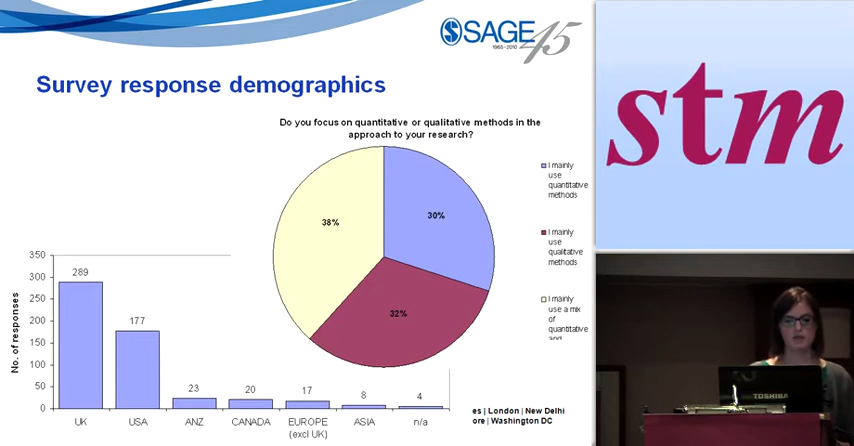 SAGE 45
1965-2010
Survey response demographics
Do you focus on quantitative or qualitative methods in the
approach to your research?
38%
30%
32%
I mainly
use
quantitative
methods
I mainly
use
qualitative
methods
I mainly
use a mix
of
quantitative
and
No. of responses
350
300
250
200
150
100
50
0
289
177
23
20
17
8
4
UK
USA
ANZ
CANADA
EUROPE
(excl UK)
ASIA
n/a
es | London | New Delhi
ore | Washington DC
stm
TOSHIBA